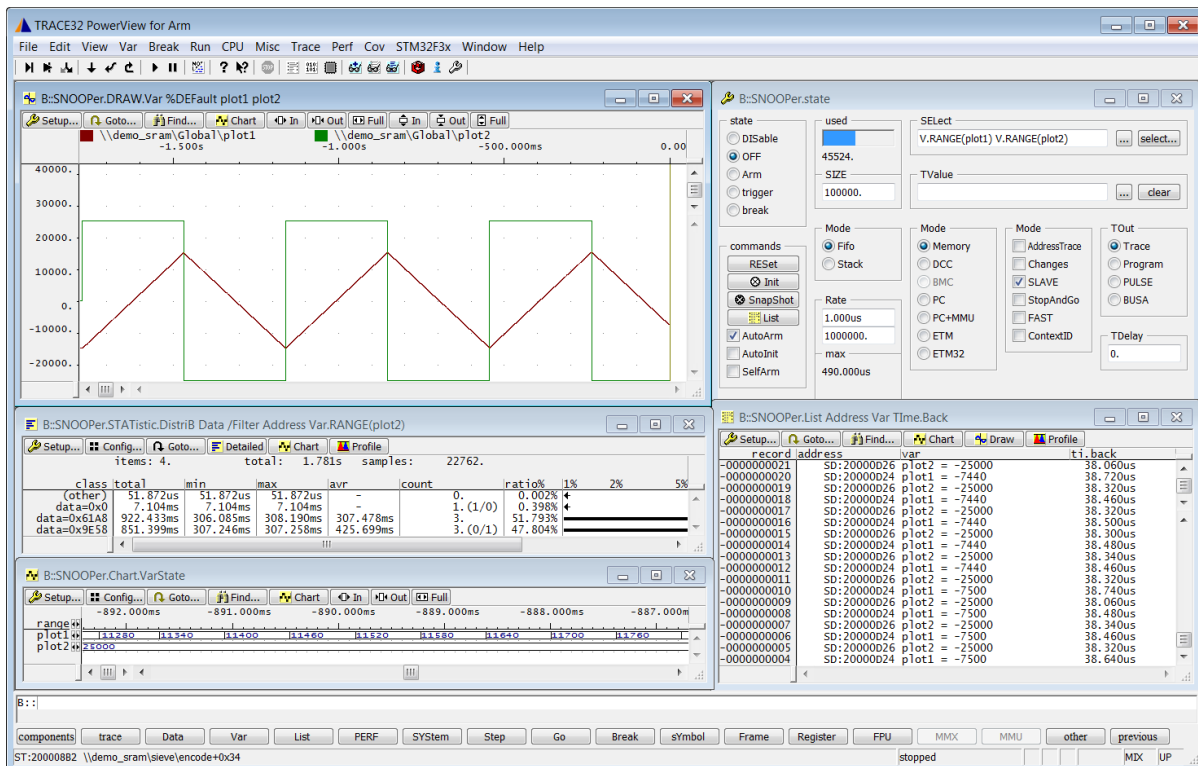 TRACE32 PowerView for Arm
File Edit View Var Break Run CPU Misc Trace Perf Cov STM32F3x Window Help
B::SNOOPer.DRAW.Var %DEFault plot1 plot2
Setup... Goto... Find... Chart In Out Full In Out Full
\\demo_sram\Global\plot1 \\demo_sram\Global\plot2
-1.500s -1.000s -500.000ms 0.00
40000.
30000.
20000.
10000.
0.
-10000.
-20000.
B::SNOOPer.state
state
DISable
OFF
Arm
trigger
break
used
45524.
SIZE
100000.
SELect
V.RANGE(plot1) V.RANGE(plot2) ... select...
TValue
... clear
commands
RESet
Init
SnapShot
List
AutoArm
AutoInit
SelfArm
Mode
Fifo
Stack
Rate
1.000us
1000000.
max
490.000us
Mode
Memory
DCC
BMC
PC
PC+MMU
ETM
ETM32
Mode
AddressTrace
Changes
SLAVE
StopAndGo
FAST
ContextID
TOut
Trace
Program
PULSE
BUSA
TDelay
0.
B::SNOOPer.STATistic.DistriB Data /Filter Address Var.RANGE(plot2)
Setup... Config... Goto... Detailed Chart Profile
items: 4. total: 1.781s samples: 22762.
class total min max avr count ratio% 1% 2% 5%
(other) 51.872us 51.872us 51.872us - 0. 0.002%
data=0x0 7.104ms 7.104ms 7.104ms - 1.(1/0) 0.398%
data=0x61A8 922.433ms 306.085ms 308.190ms 307.478ms 3. 51.793%
data=0x9E58 851.399ms 307.246ms 307.258ms 425.699ms 3.(0/1) 47.804%
B::SNOOPer.Chart.VarState
Setup... Config... Goto... Find... Chart In Out Full
-892.000ms -891.000ms -890.000ms -889.000ms -888.000ms -887.000m
range
plot1 11280 11340 11400 11460 11520 11580 11640 11700 11760
plot2 25000
B::SNOOPer.List Address Var TIme.Back
Setup... Goto... Find... Chart Draw Profile
record address var ti.back
-0000000021 SD:20000D26 plot2 = -25000 38.060us
-0000000020 SD:20000D24 plot1 = -7440 38.720us
-0000000019 SD:20000D26 plot2 = -25000 38.320us
-0000000018 SD:20000D24 plot1 = -7440 38.460us
-0000000017 SD:20000D26 plot2 = -25000 38.320us
-0000000016 SD:20000D24 plot1 = -7440 38.500us
-0000000015 SD:20000D26 plot2 = -25000 38.300us
-0000000014 SD:20000D24 plot1 = -7440 38.480us
-0000000013 SD:20000D26 plot2 = -25000 38.340us
-0000000012 SD:20000D24 plot1 = -7440 38.460us
-0000000011 SD:20000D26 plot2 = -25000 38.320us
-0000000010 SD:20000D24 plot1 = -7500 38.740us
-0000000009 SD:20000D26 plot2 = -25000 38.060us
-0000000008 SD:20000D24 plot1 = -7500 38.480us
-0000000007 SD:20000D26 plot2 = -25000 38.340us
-0000000006 SD:20000D24 plot1 = -7500 38.460us
-0000000005 SD:20000D26 plot2 = -25000 38.320us
-0000000004 SD:20000D24 plot1 = -7500 38.640us
B::
components trace Data Var List PERF SYStem Step Go Break sYmbol Frame Register FPU MMX MMU other previous
ST:200008B2 \\demo_sram\sieve\encode+0x34 stopped MIX UP